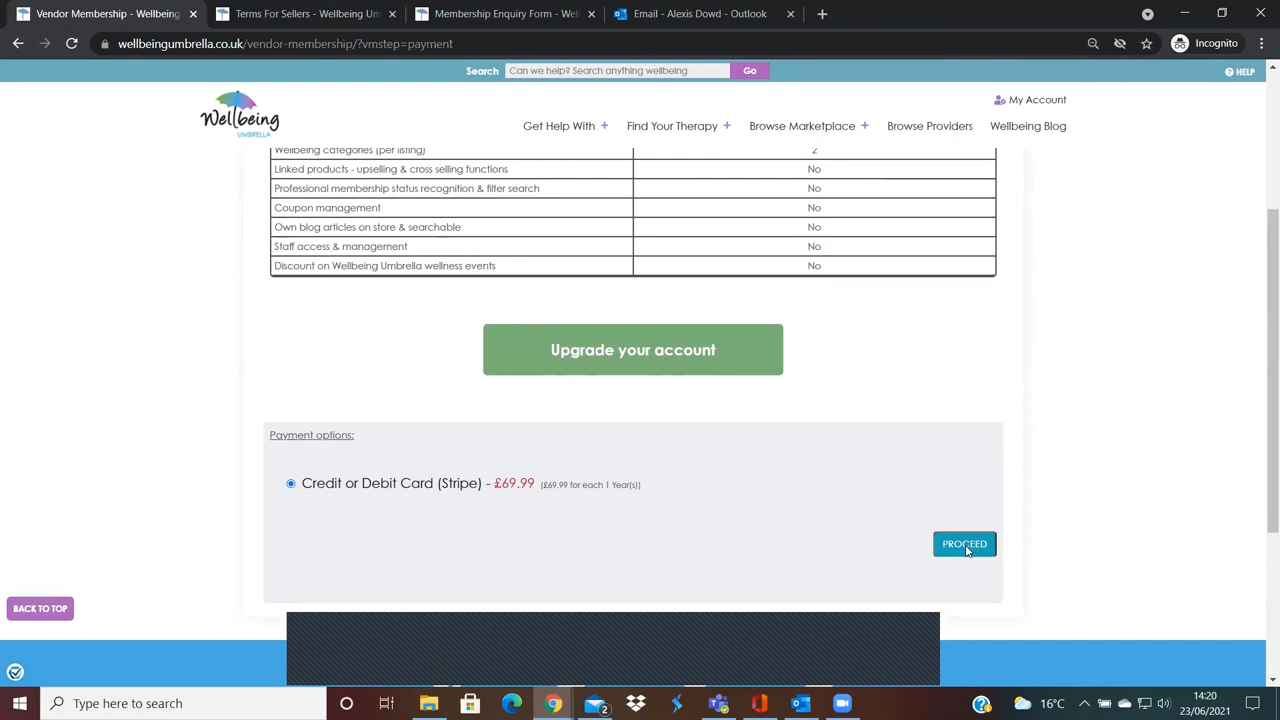 Membership - Wellbeing Umbrella
Terms For Selling - Wellbeing Um
Membership Enquiry Form - Well
Email - Alexis Dowd - Outlook
wellbeingumbrella.co.uk/vendor-membership/?vmstep=payment
Incognito
Search
Can we help? Search anything wellbeing
Go
HELP
Wellbeing
UMBRELLA
My Account
Get Help With +
Find Your Therapy +
Browse Marketplace +
Browse Providers
Wellbeing Blog
Wellbeing categories (per listing) 2
Linked products - upselling & cross selling functions No
Professional membership status recognition & filter search No
Coupon management No
Own blog articles on store & searchable No
Staff access & management No
Discount on Wellbeing Umbrella wellness events No
Upgrade your account
Payment options:
Credit or Debit Card (Stripe) - £69.99 (£69.99 for each 1 Year(s))
PROCEED
BACK TO TOP
Type here to search
2
16°C
14:20
23/06/2021